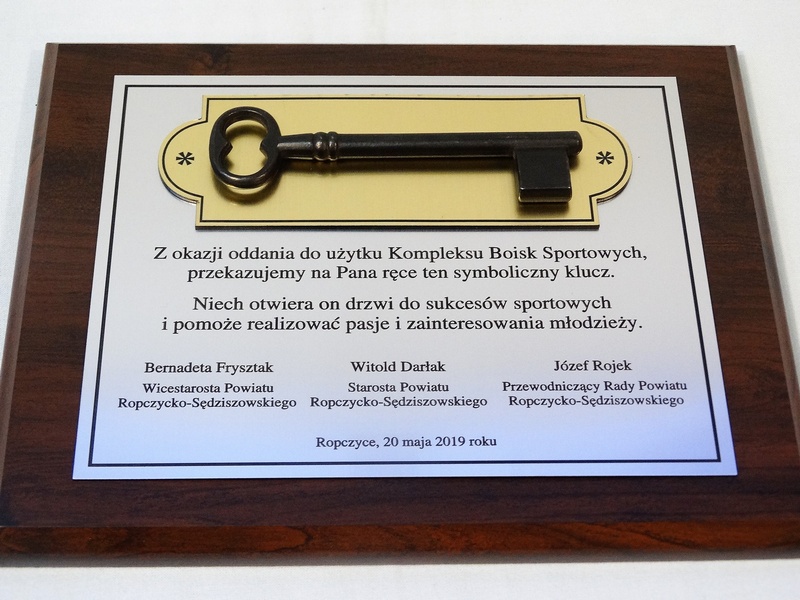 Z okazji oddania do użytku Kompleksu Boisk Sportowych,
przekazujemy na Pana ręce ten symboliczny klucz.
Niech otwiera on drzwi do sukcesów sportowych
i pomoże realizować pasje i zainteresowania młodzieży.
Bernadeta Frysztak
Wicestarosta Powiatu
Ropczycko-Sędziszowskiego
Witold Darłak
Starosta Powiatu
Ropczycko-Sędziszowskiego
Józef Rojek
Przewodniczący Rady Powiatu
Ropczycko-Sędziszowskiego
Ropczyce, 20 maja 2019 roku